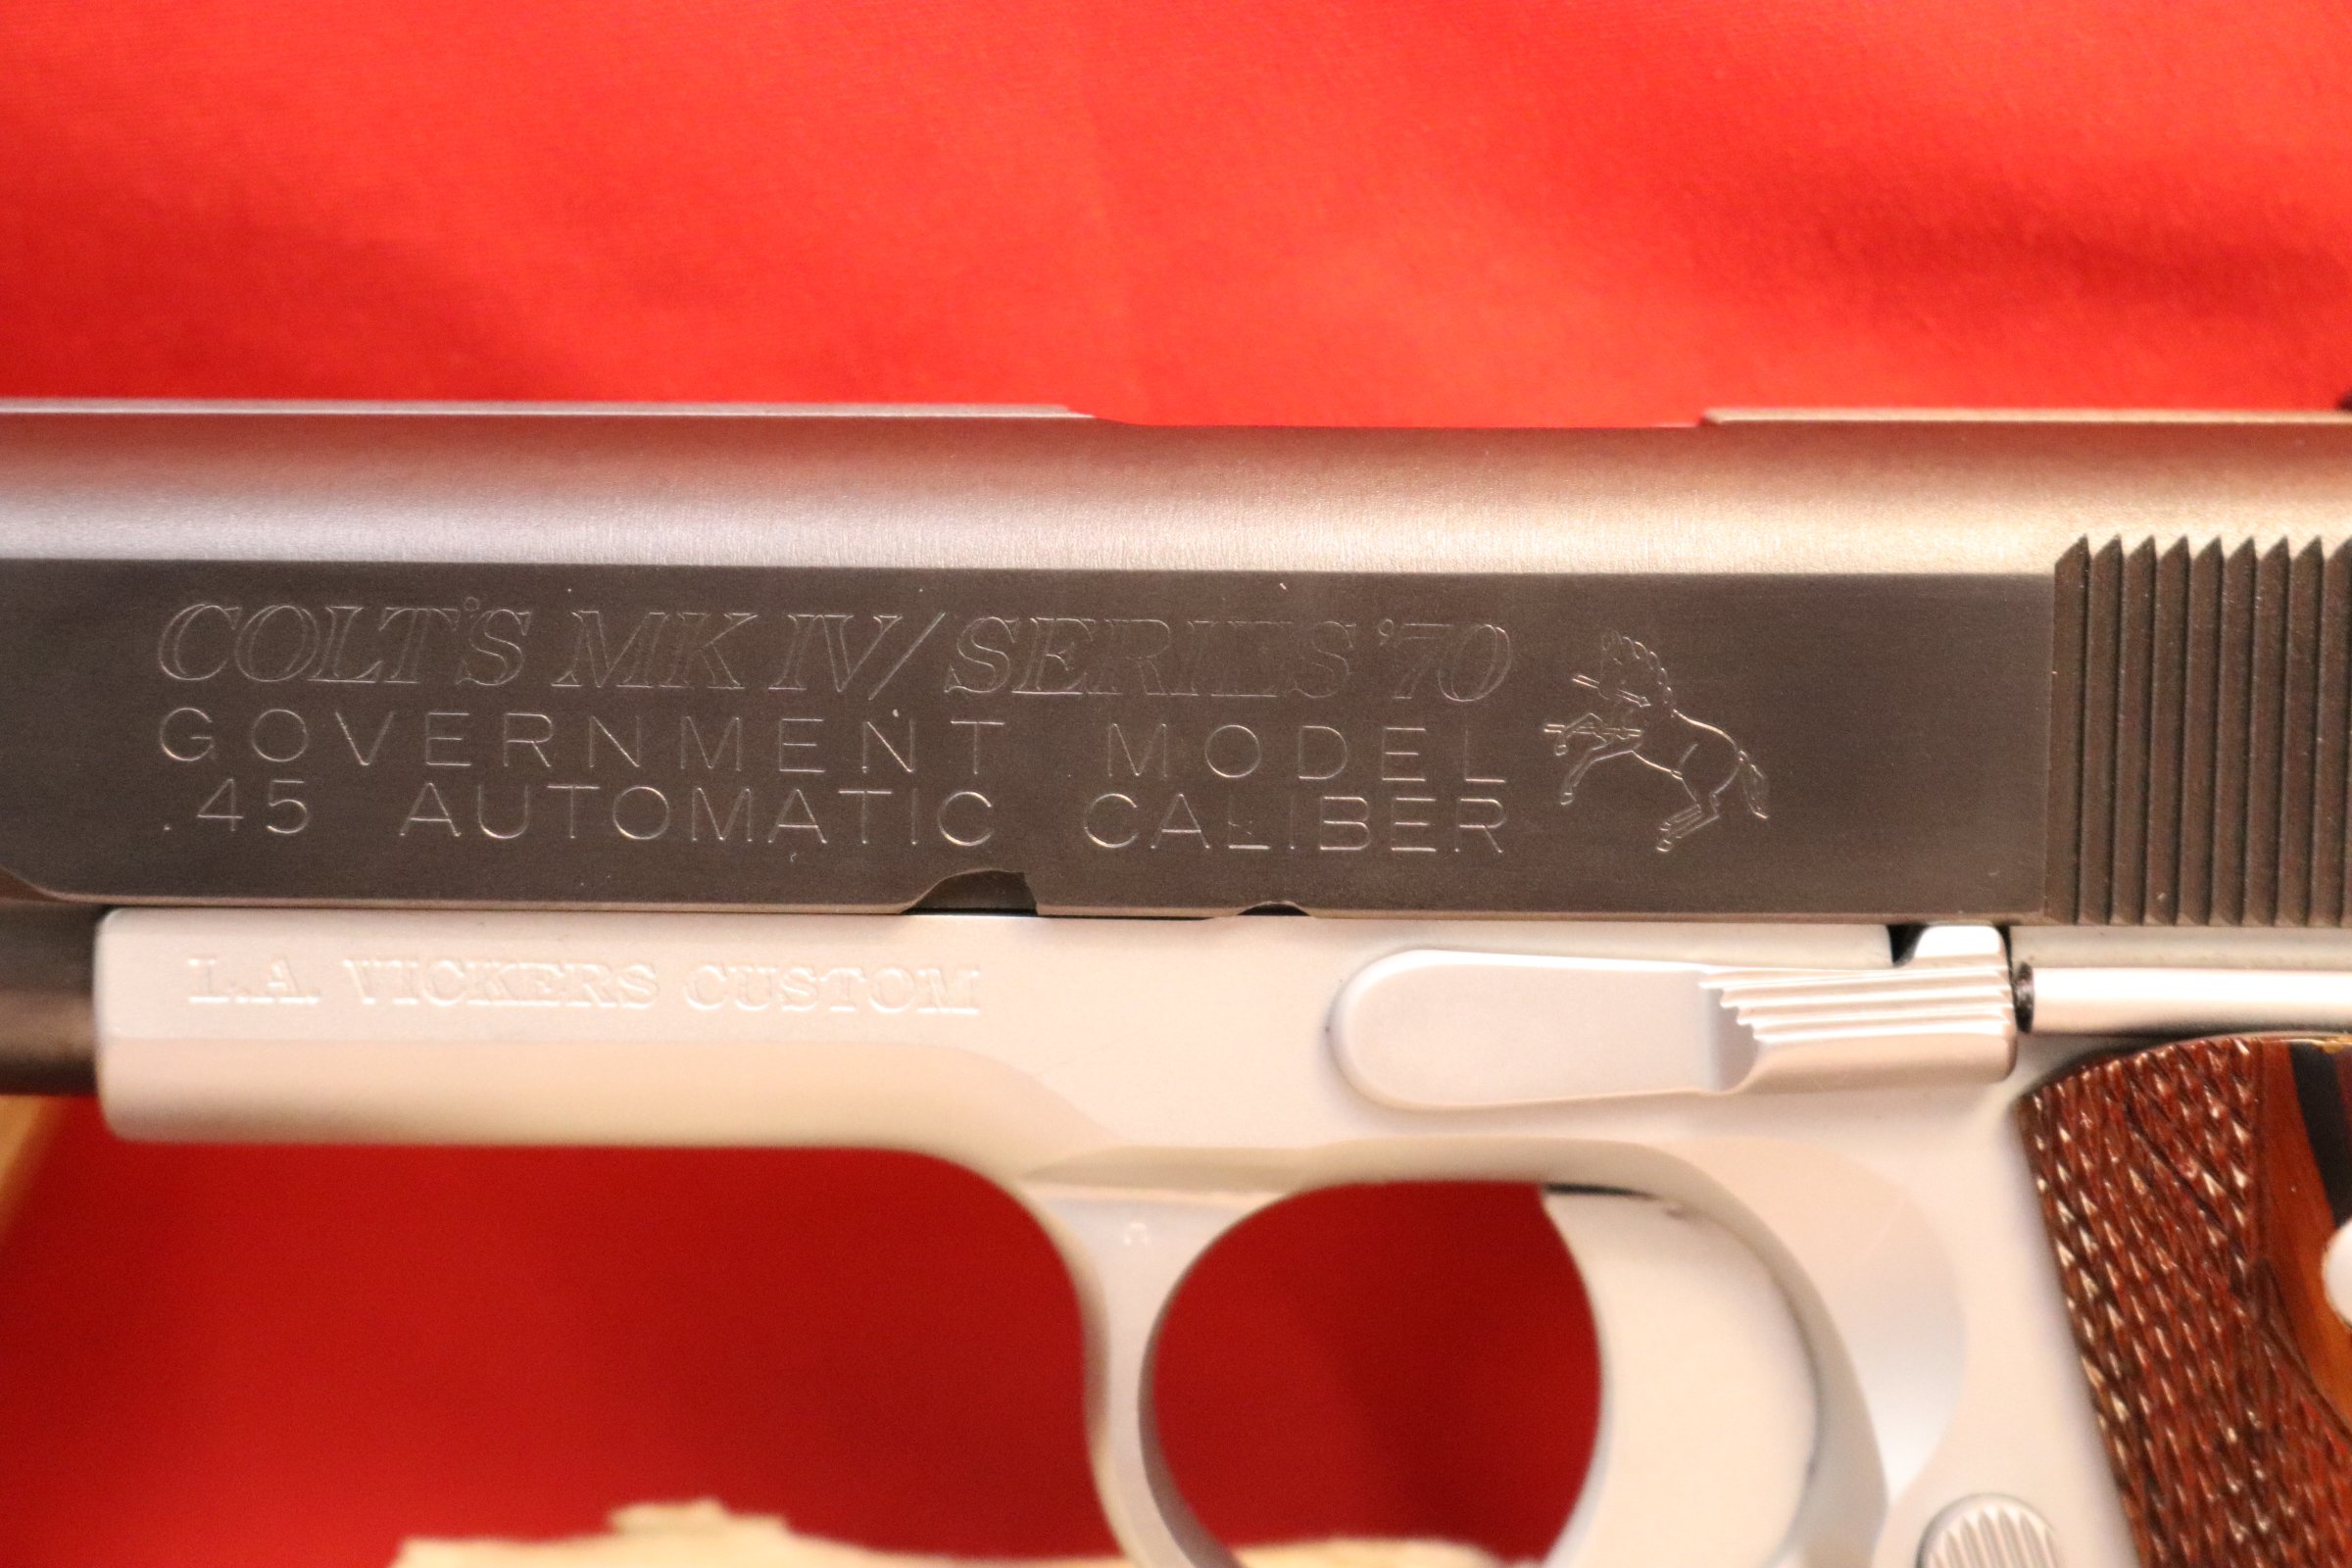 COLT'S MK IV/SERIES '70
GOVERNMENT MODEL
.45 AUTOMATIC CALIBER
L.A. VICKERS CUSTOM